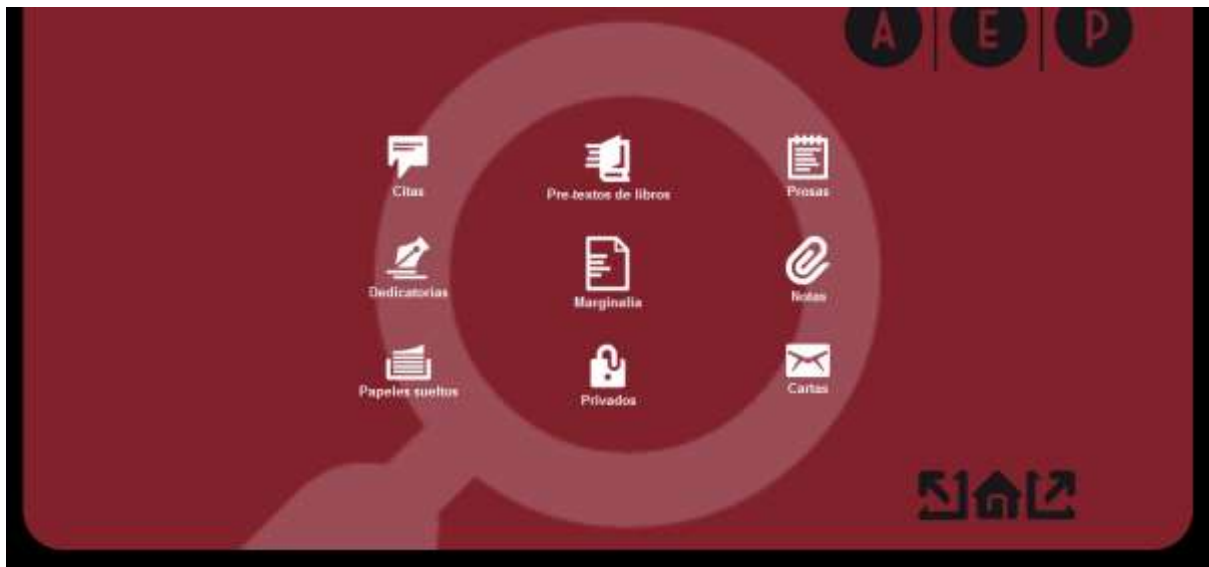 A E P
Citas
Pre-textos de libros
Prosas
Dedicatorias
Marginalia
Notas
Papeles sueltos
Privados
Cartas